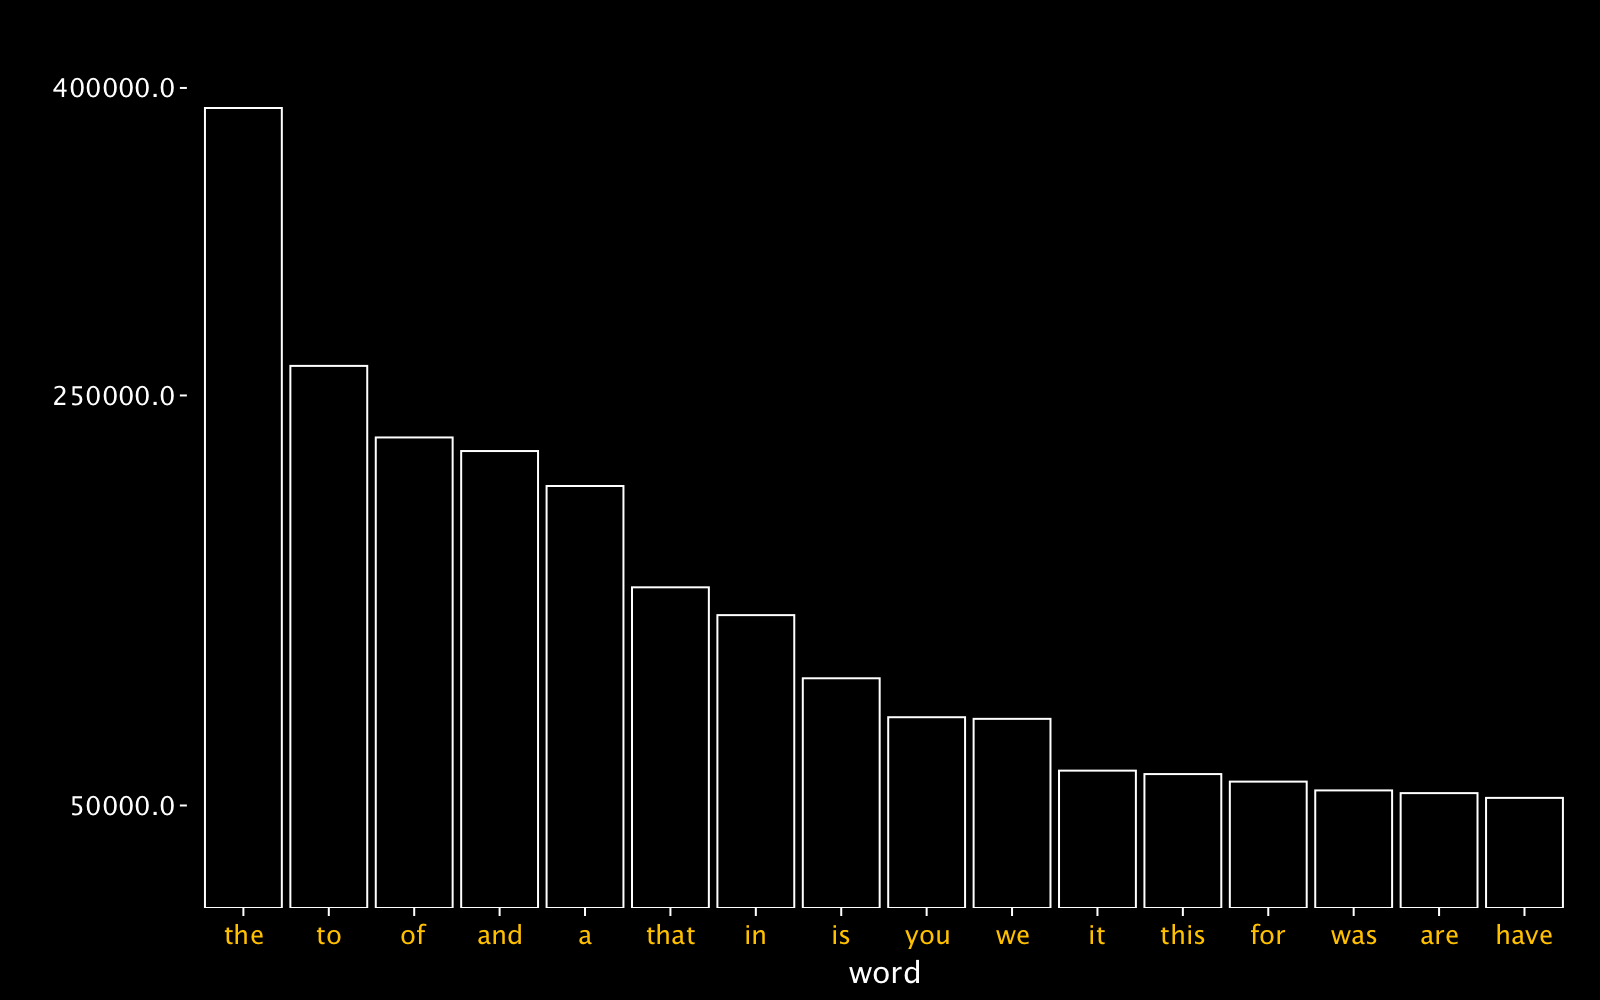 400000.0
250000.0
50000.0
the to of and a that in is you we it this for was are have
word